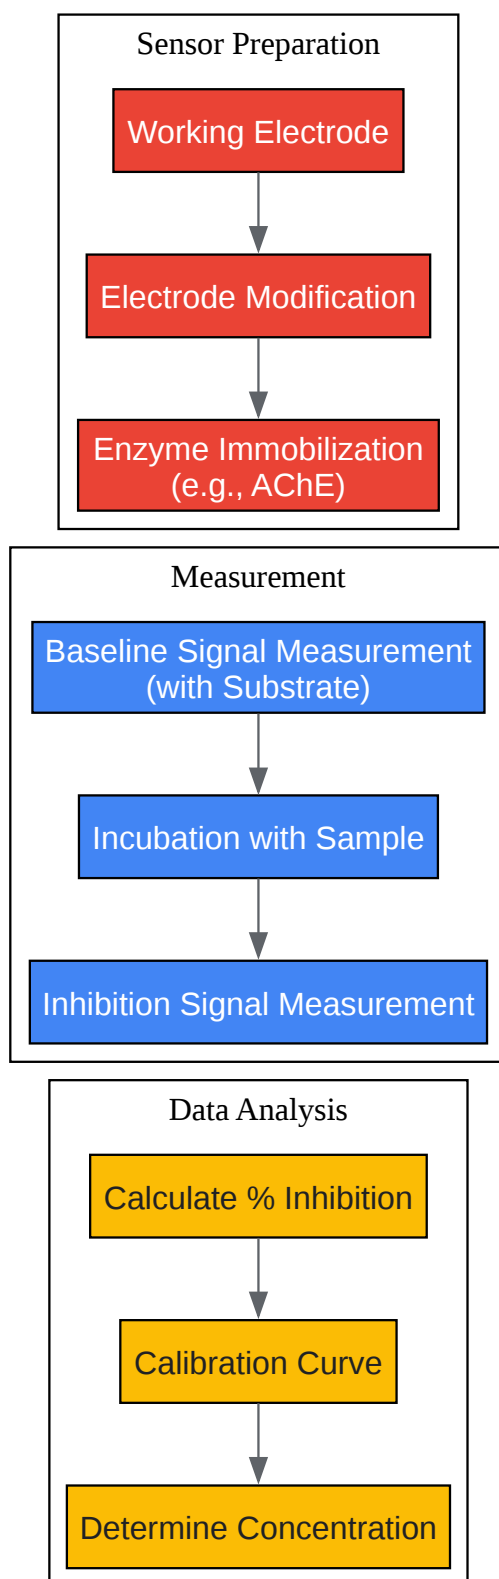 Sensor Preparation
Working Electrode
Electrode Modification
Enzyme Immobilization
(e.g., AChE)
Measurement
Baseline Signal Measurement
(with Substrate)
Incubation with Sample
Inhibition Signal Measurement
Data Analysis
Calculate % Inhibition
Calibration Curve
Determine Concentration